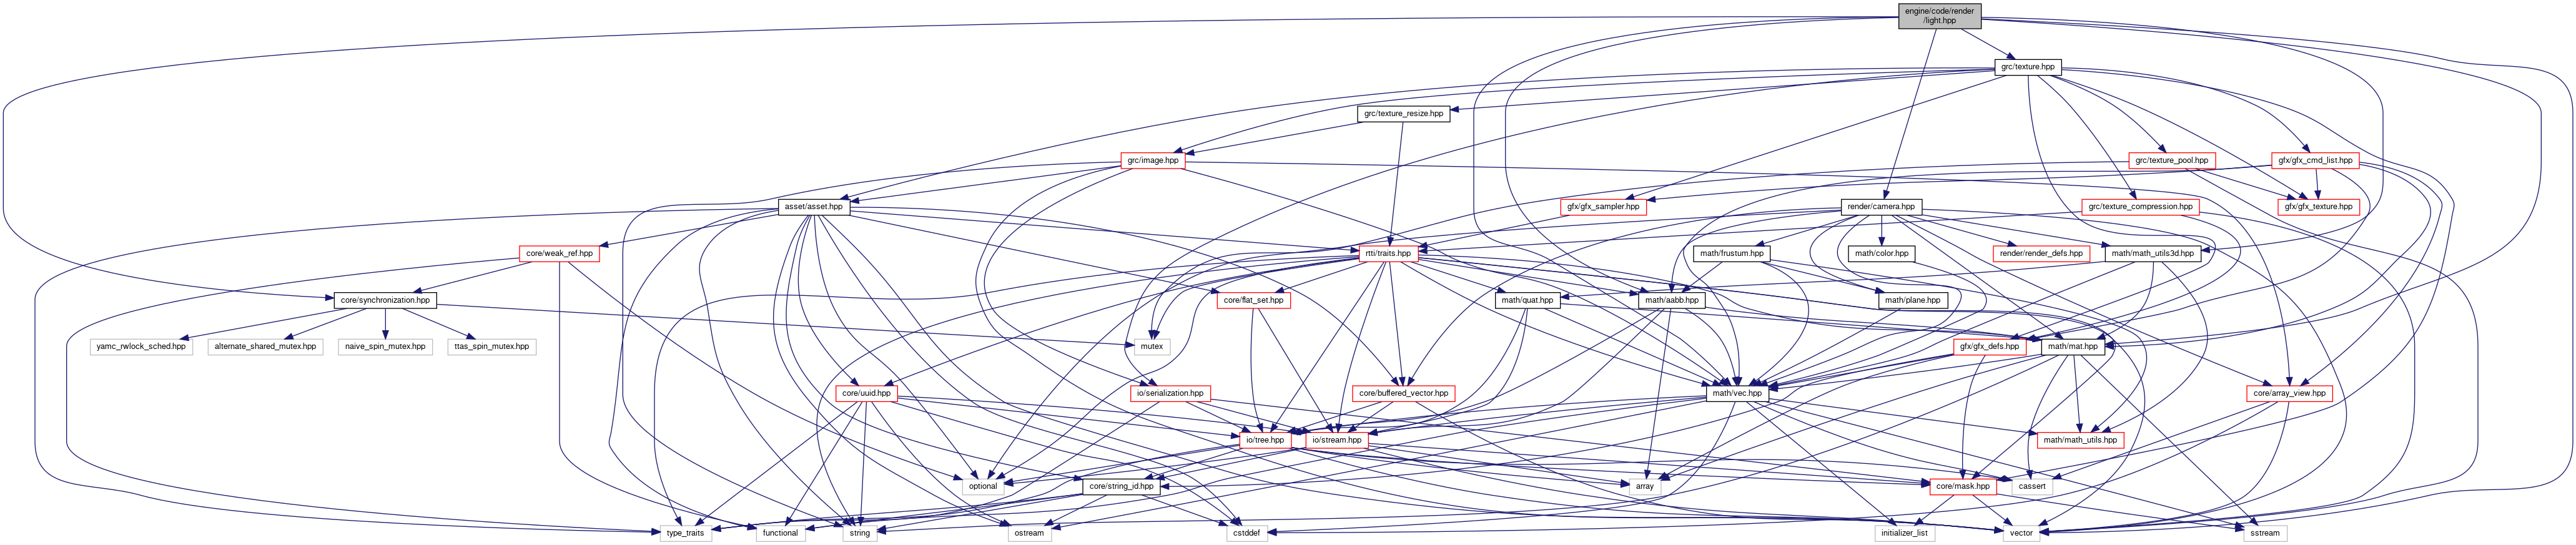 engine/code/render
/light.hpp
grc/texture.hpp
grc/texture_resize.hpp
grc/image.hpp
grc/texture_pool.hpp
gfx/gfx_cmd_list.hpp
asset/asset.hpp
gfx/gfx_sampler.hpp
render/camera.hpp
grc/texture_compression.hpp
gfx/gfx_texture.hpp
core/weak_ref.hpp
rtti/traits.hpp
math/frustum.hpp
math/color.hpp
render/render_defs.hpp
math/math_utils3d.hpp
core/synchronization.hpp
core/flat_set.hpp
math/quat.hpp
math/aabb.hpp
math/plane.hpp
yamc_rwlock_sched.hpp
alternate_shared_mutex.hpp
naive_spin_mutex.hpp
ttas_spin_mutex.hpp
mutex
gfx/gfx_defs.hpp
math/mat.hpp
core/uuid.hpp
io/serialization.hpp
core/buffered_vector.hpp
math/vec.hpp
core/array_view.hpp
io/tree.hpp
io/stream.hpp
math/math_utils.hpp
optional
core/string_id.hpp
array
core/mask.hpp
cassert
type_traits
functional
string
ostream
cstddef
initializer_list
vector
sstream